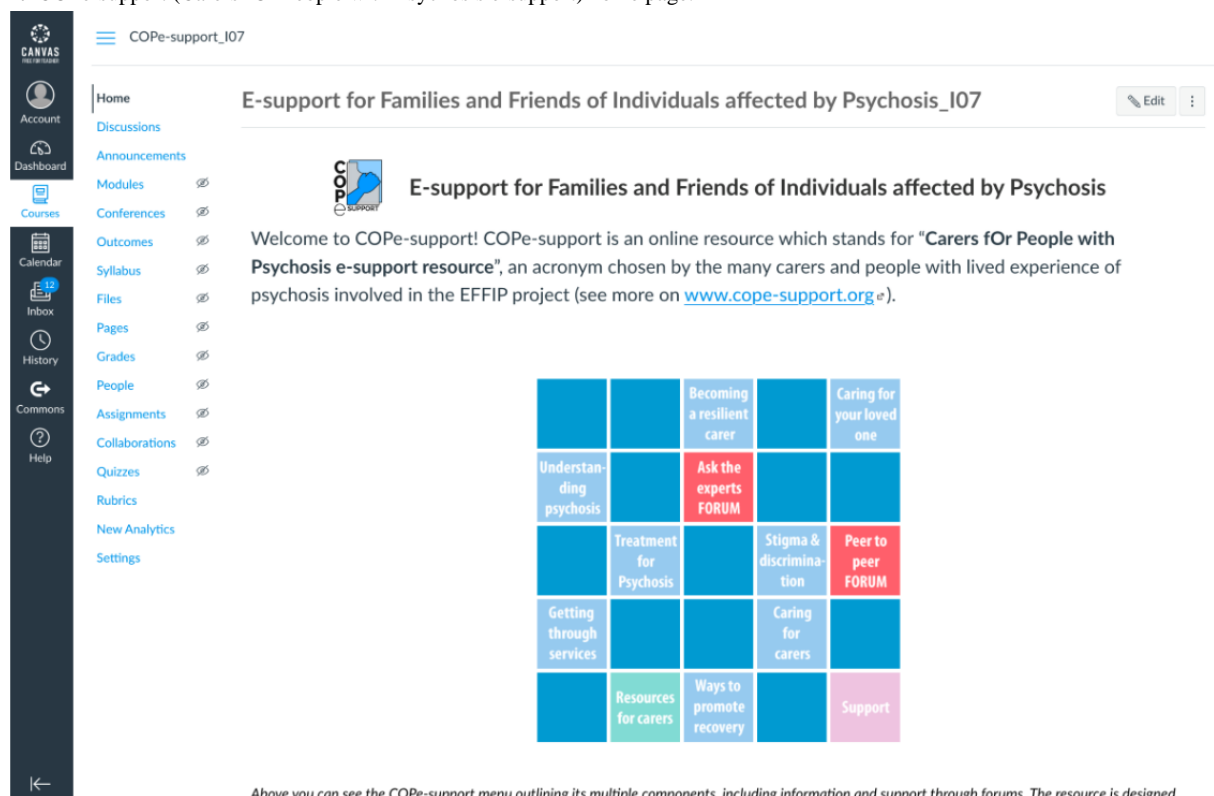 CANVAS
COPe-support_I07
Account
Dashboard
Courses
Calendar
12
Inbox
History
Commons
Help
Home
Discussions
Announcements
Modules
Conferences
Outcomes
Syllabus
Files
Pages
Grades
People
Assignments
Collaborations
Quizzes
Rubrics
New Analytics
Settings
E-support for Families and Friends of Individuals affected by Psychosis_I07
Edit
COPe SUPPORT
E-support for Families and Friends of Individuals affected by Psychosis
Welcome to COPe-support! COPe-support is an online resource which stands for “Carers fOr People with
Psychosis e-support resource”, an acronym chosen by the many carers and people with lived experience of
psychosis involved in the EFFIP project (see more on www.cope-support.org).
Becoming
a resilient
carer
Caring for
your loved
one
Understan-
ding
psychosis
Ask the
experts
FORUM
Treatment
for
Psychosis
Stigma &
discrimina-
tion
Peer to
peer
FORUM
Getting
through
services
Caring
for
carers
Resources
for carers
Ways to
promote
recovery
Support
Above you can see the COPe-support menu outlining its multiple components, including information and support through forums. The resource is designed